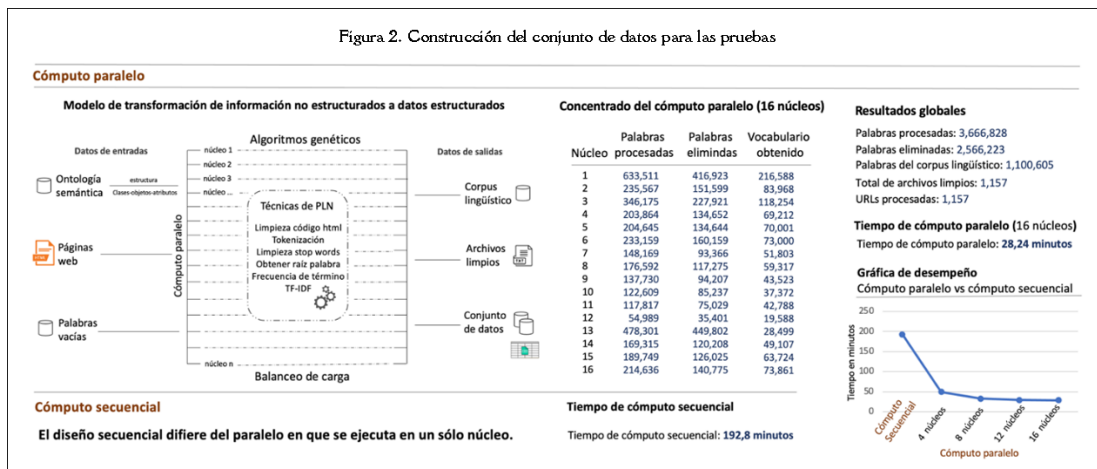 Figura 2. Construcción del conjunto de datos para las pruebas
Cómputo paralelo
Modelo de transformación de información no estructurados a datos estructurados
Datos de entradas
Algoritmos genéticos
Datos de salidas
núcleo 1
núcleo 2
núcleo 3
núcleo ...
Ontología
semántica
estructura
Clases-objetos-atributos
Páginas
web
Palabras
vacías
Cómputo paralelo
Técnicas de PLN
Limpieza código html
Tokenización
Limpieza stop words
Obtener raíz palabra
Frecuencia de término
TF-IDF
Corpus
lingüístico
Archivos
limpios
Conjunto
de datos
núcleo n
Balanceo de carga
Concentrado del cómputo paralelo (16 núcleos)
Núcleo Palabras procesadas Palabras elimindas Vocabulario obtenido
1 633,511 416,923 216,588
2 235,567 151,599 83,968
3 346,175 227,921 118,254
4 203,864 134,652 69,212
5 204,645 134,644 70,001
6 233,159 160,159 73,000
7 148,169 93,366 51,803
8 176,592 117,275 59,317
9 137,730 94,207 43,523
10 122,609 85,237 37,372
11 117,817 75,029 42,788
12 54,989 35,401 19,588
13 478,301 449,802 28,499
14 169,315 120,208 49,107
15 189,749 126,025 63,724
16 214,636 140,775 73,861
Resultados globales
Palabras procesadas: 3,666,828
Palabras eliminadas: 2,566,223
Palabras del corpus lingüístico: 1,100,605
Total de archivos limpios: 1,157
URLs procesadas: 1,157
Tiempo de cómputo paralelo (16 núcleos)
Tiempo de cómputo paralelo: 28,24 minutos
Gráfica de desempeño
Cómputo paralelo vs cómputo secuencial
Tiempo en minutos
250
200
150
100
50
0
Cómputo
Secuencial
4 núcleos
8 núcleos
12 núcleos
16 núcleos
Cómputo paralelo
Cómputo secuencial
El diseño secuencial difiere del paralelo en que se ejecuta en un sólo núcleo.
Tiempo de cómputo secuencial
Tiempo de cómputo secuencial: 192,8 minutos